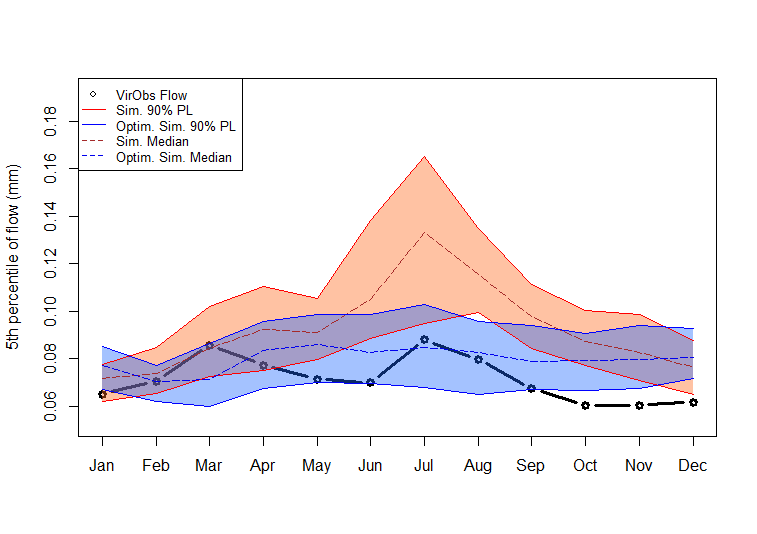 VirObs Flow
Sim. 90% PL
Optim. Sim. 90% PL
Sim. Median
Optim. Sim. Median
5th percentile of flow (mm)
0.18
0.16
0.14
0.12
0.10
0.08
0.06
Jan Feb Mar Apr May Jun Jul Aug Sep Oct Nov Dec